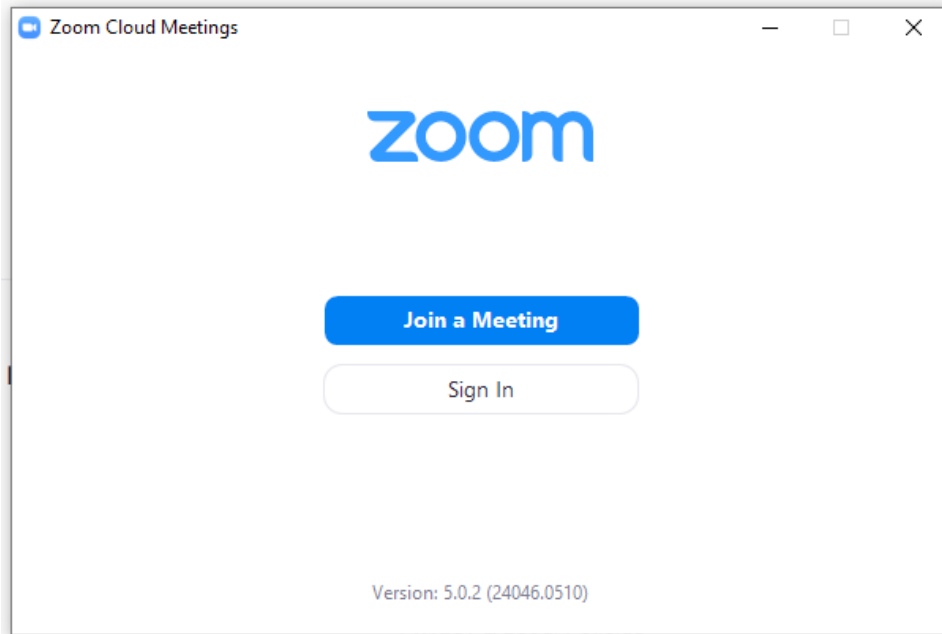 Zoom Cloud Meetings
zoom
Join a Meeting
Sign In
Version: 5.0.2 (24046.0510)